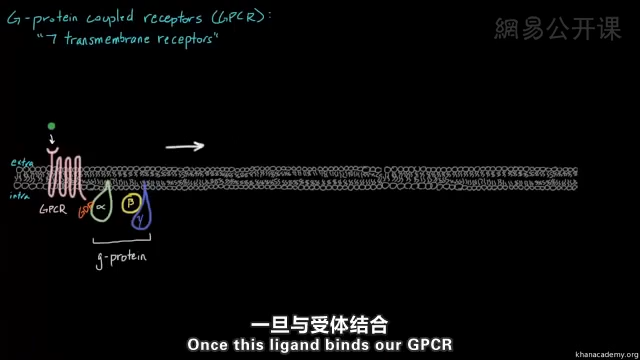 G-protein coupled receptors (GPCR):
"7 transmembrane receptors"
網易公开课
extra
intra
GPCR
GDP
α
β
γ
g-protein
一旦与受体结合
Once this ligand binds our GPCR
khanacademy.org